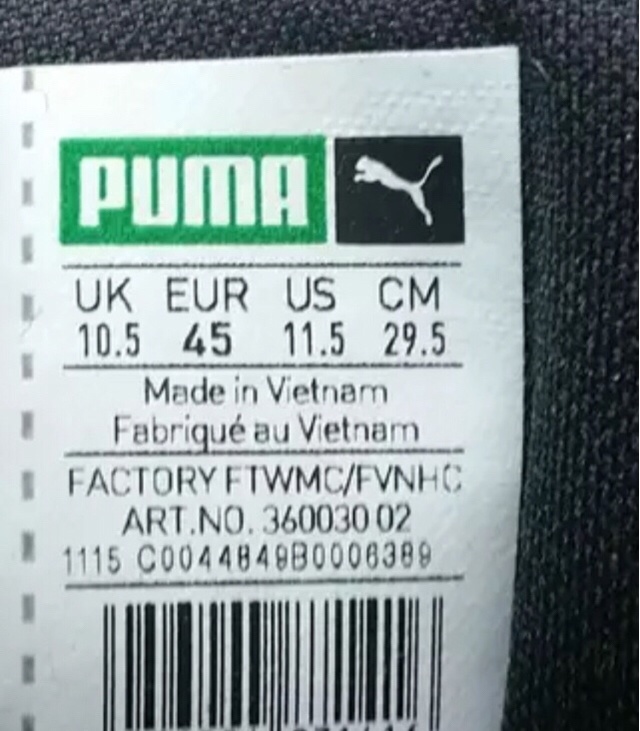 PUMA
UK EUR US CM
10.5 45 11.5 29.5
Made in Vietnam
Fabriqué au Vietnam
FACTORY FTWMC/FVNHC
ART.NO. 360030 02
1115 C0044849B0006389